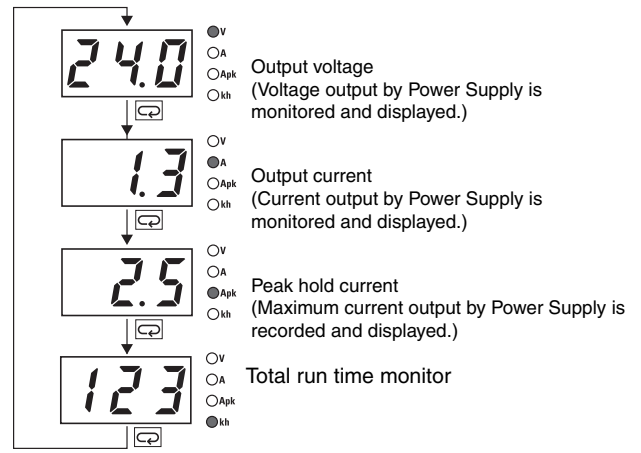 24.0
V
A
Apk
kh
Output voltage
(Voltage output by Power Supply is
monitored and displayed.)
1.3
V
A
Apk
kh
Output current
(Current output by Power Supply is
monitored and displayed.)
2.5
V
A
Apk
kh
Peak hold current
(Maximum current output by Power Supply is
recorded and displayed.)
123
V
A
Apk
kh
Total run time monitor